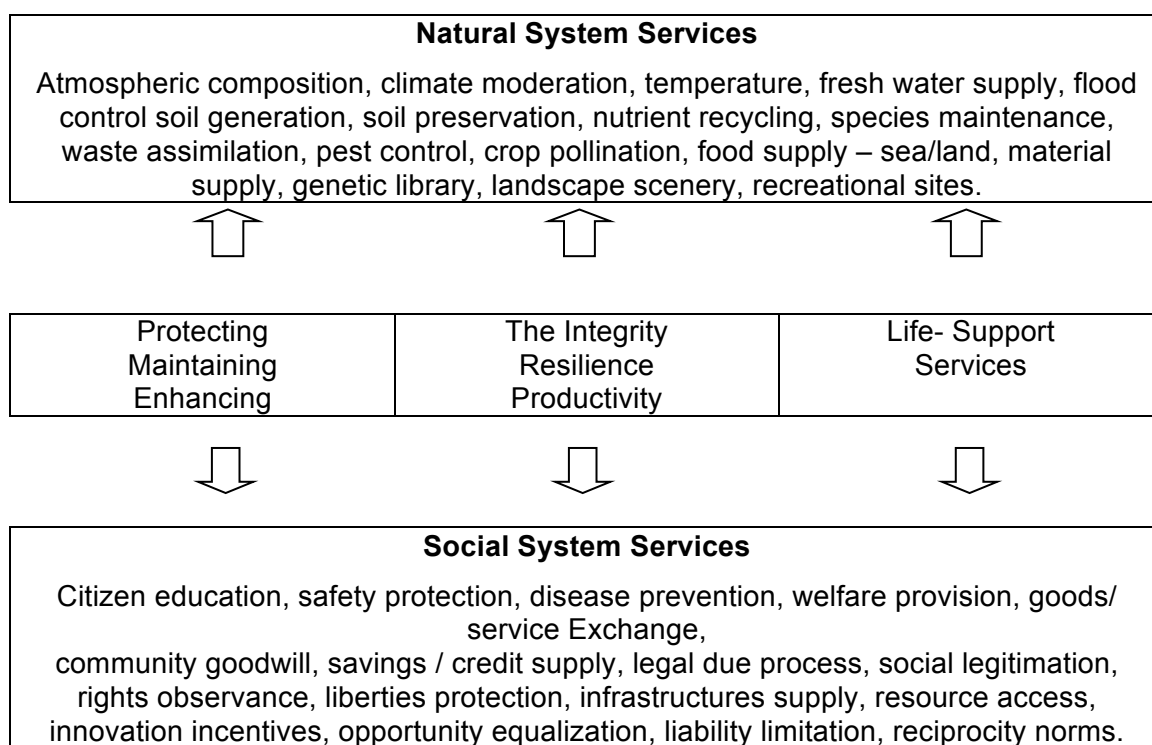 Natural System Services
Atmospheric composition, climate moderation, temperature, fresh water supply, flood
control soil generation, soil preservation, nutrient recycling, species maintenance,
waste assimilation, pest control, crop pollination, food supply – sea/land, material
supply, genetic library, landscape scenery, recreational sites.
Protecting The Integrity Life- Support
Maintaining Resilience Services
Enhancing Productivity
Social System Services
Citizen education, safety protection, disease prevention, welfare provision, goods/
service Exchange,
community goodwill, savings / credit supply, legal due process, social legitimation,
rights observance, liberties protection, infrastructures supply, resource access,
innovation incentives, opportunity equalization, liability limitation, reciprocity norms.